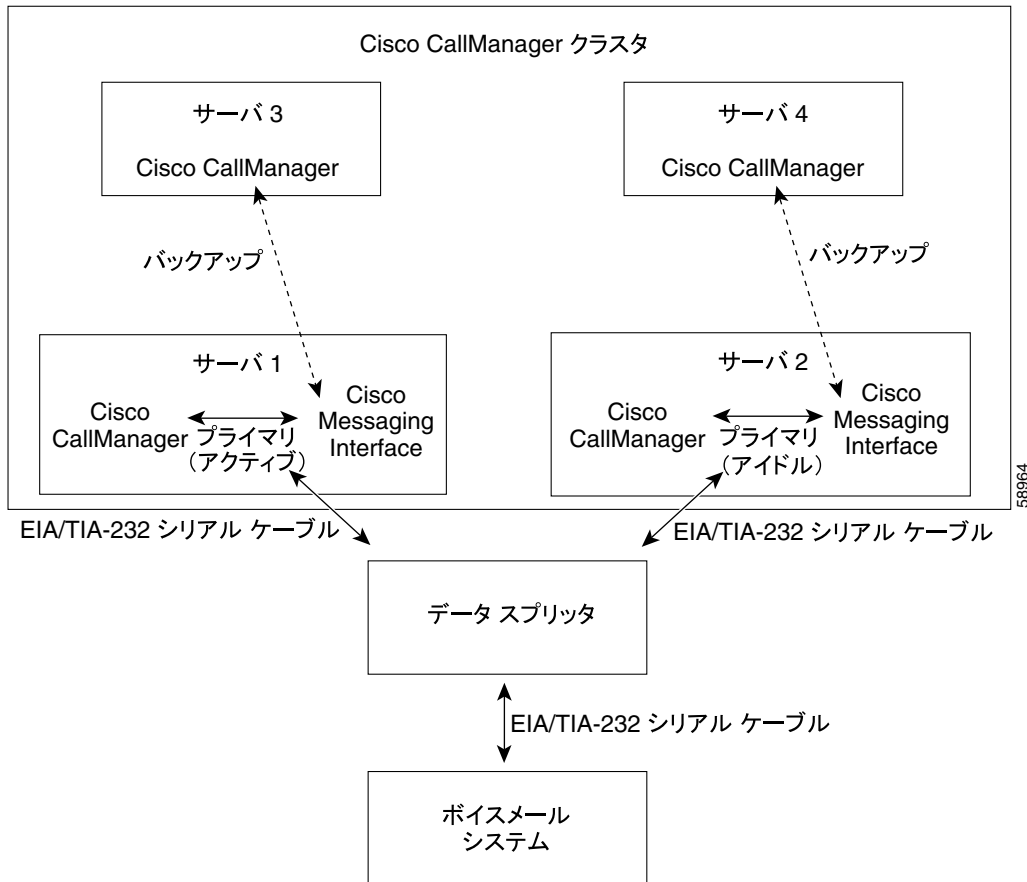 Cisco CallManager クラスタ
サーバ 3
Cisco CallManager
サーバ 4
Cisco CallManager
バックアップ
バックアップ
サーバ 1
Cisco
CallManager
プライマリ
（アクティブ）
Cisco
Messaging
Interface
サーバ 2
Cisco
CallManager
プライマリ
（アイドル）
Cisco
Messaging
Interface
58964
EIA/TIA-232 シリアル ケーブル
EIA/TIA-232 シリアル ケーブル
データ スプリッタ
EIA/TIA-232 シリアル ケーブル
ボイスメール
システム